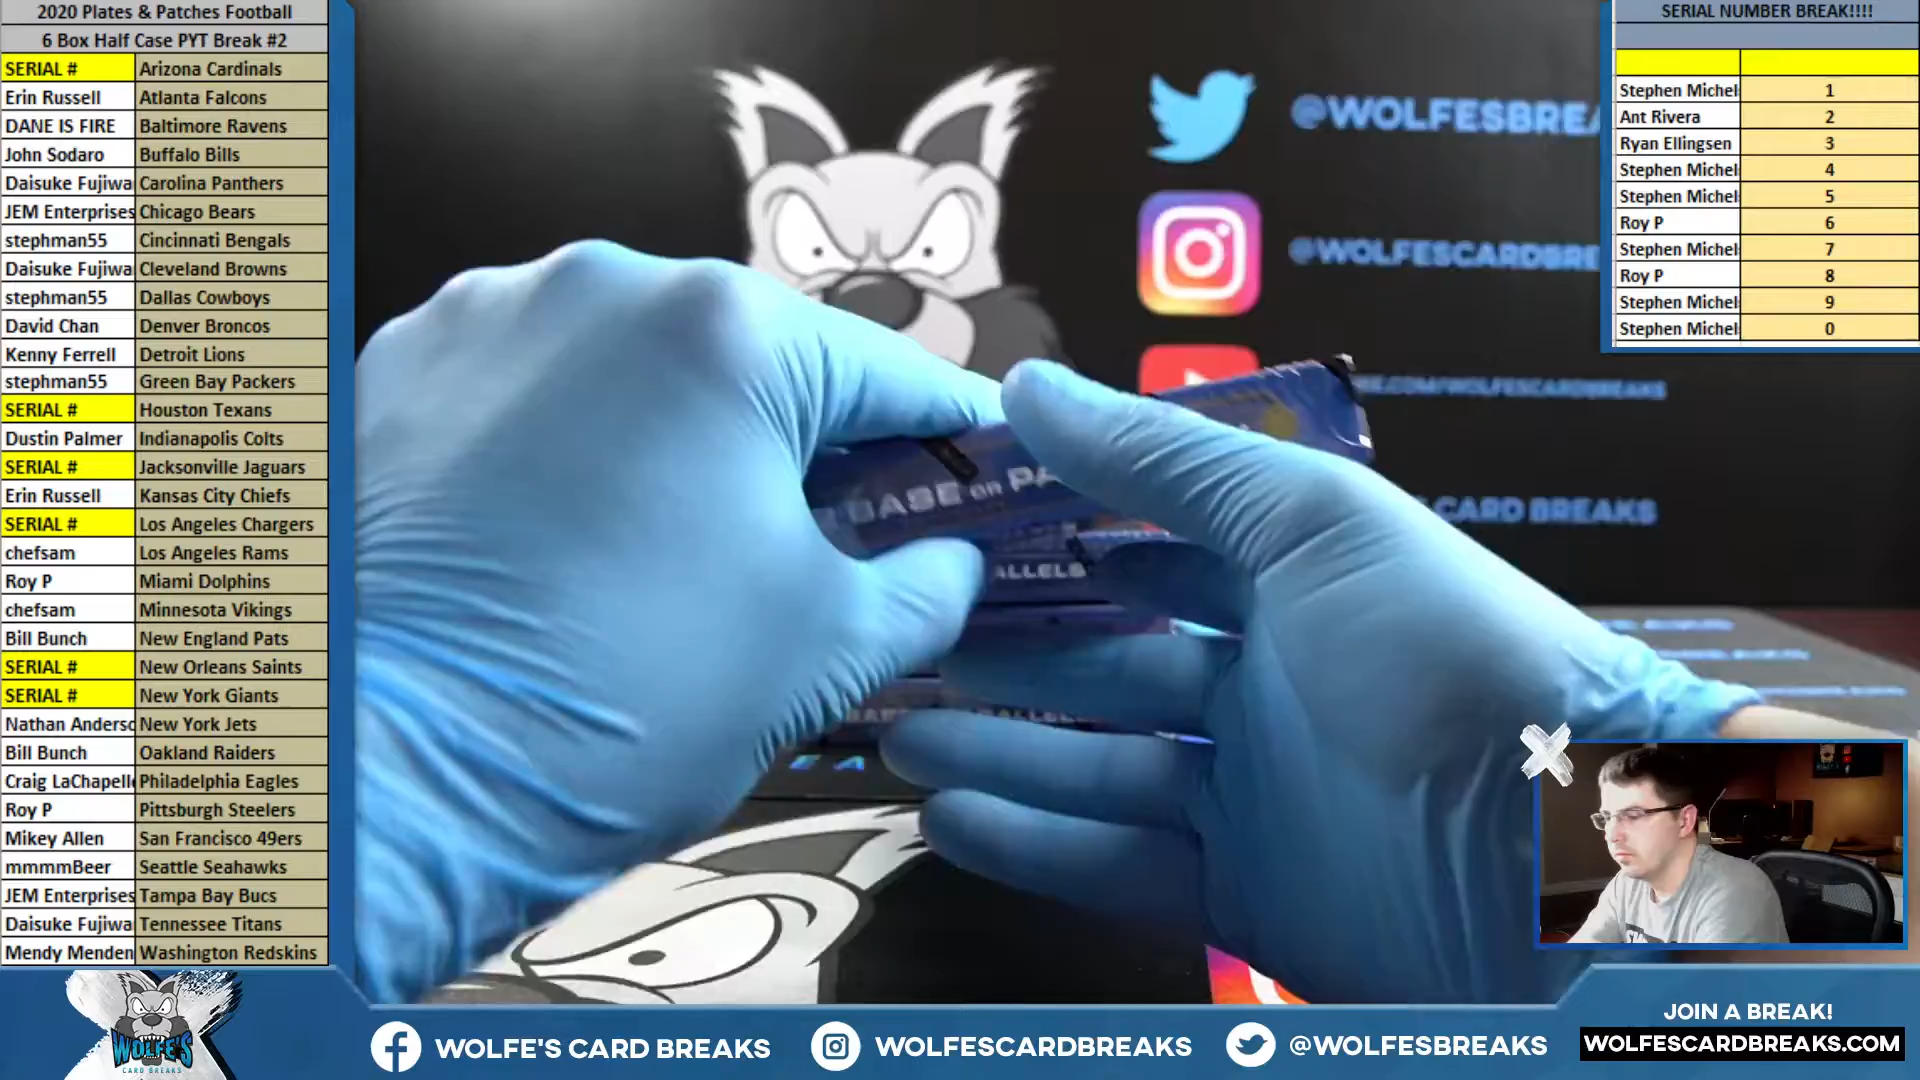 2020 Plates & Patches Football
6 Box Half Case PYT Break #2
SERIAL # Arizona Cardinals
Erin Russell Atlanta Falcons
DANE IS FIRE Baltimore Ravens
John Sodaro Buffalo Bills
Daisuke Fujiwa Carolina Panthers
JEM Enterprises Chicago Bears
stephman55 Cincinnati Bengals
Daisuke Fujiwa Cleveland Browns
stephman55 Dallas Cowboys
David Chan Denver Broncos
Kenny Ferrell Detroit Lions
stephman55 Green Bay Packers
SERIAL # Houston Texans
Dustin Palmer Indianapolis Colts
SERIAL # Jacksonville Jaguars
Erin Russell Kansas City Chiefs
SERIAL # Los Angeles Chargers
chefsam Los Angeles Rams
Roy P Miami Dolphins
chefsam Minnesota Vikings
Bill Bunch New England Pats
SERIAL # New Orleans Saints
SERIAL # New York Giants
Nathan Anderso New York Jets
Bill Bunch Oakland Raiders
Craig LaChapelle Philadelphia Eagles
Roy P Pittsburgh Steelers
Mikey Allen San Francisco 49ers
mmmmBeer Seattle Seahawks
JEM Enterprises Tampa Bay Bucs
Daisuke Fujiwa Tennessee Titans
Mendy Menden Washington Redskins
@WOLFESBREA
@WOLFESCARDBRE
.COM/WOLFESCARDBREAKS
CARD BREAKS
BASE OR PA
ALLELS
SERIAL NUMBER BREAK!!!!
Stephen Michel 1
Ant Rivera 2
Ryan Ellingsen 3
Stephen Michel 4
Stephen Michel 5
Roy P 6
Stephen Michel 7
Roy P 8
Stephen Michel 9
Stephen Michel 0
WOLFE'S
CARD BREAKS
WOLFE'S CARD BREAKS
WOLFESCARDBREAKS
@WOLFESBREAKS
JOIN A BREAK!
WOLFESCARDBREAKS.COM